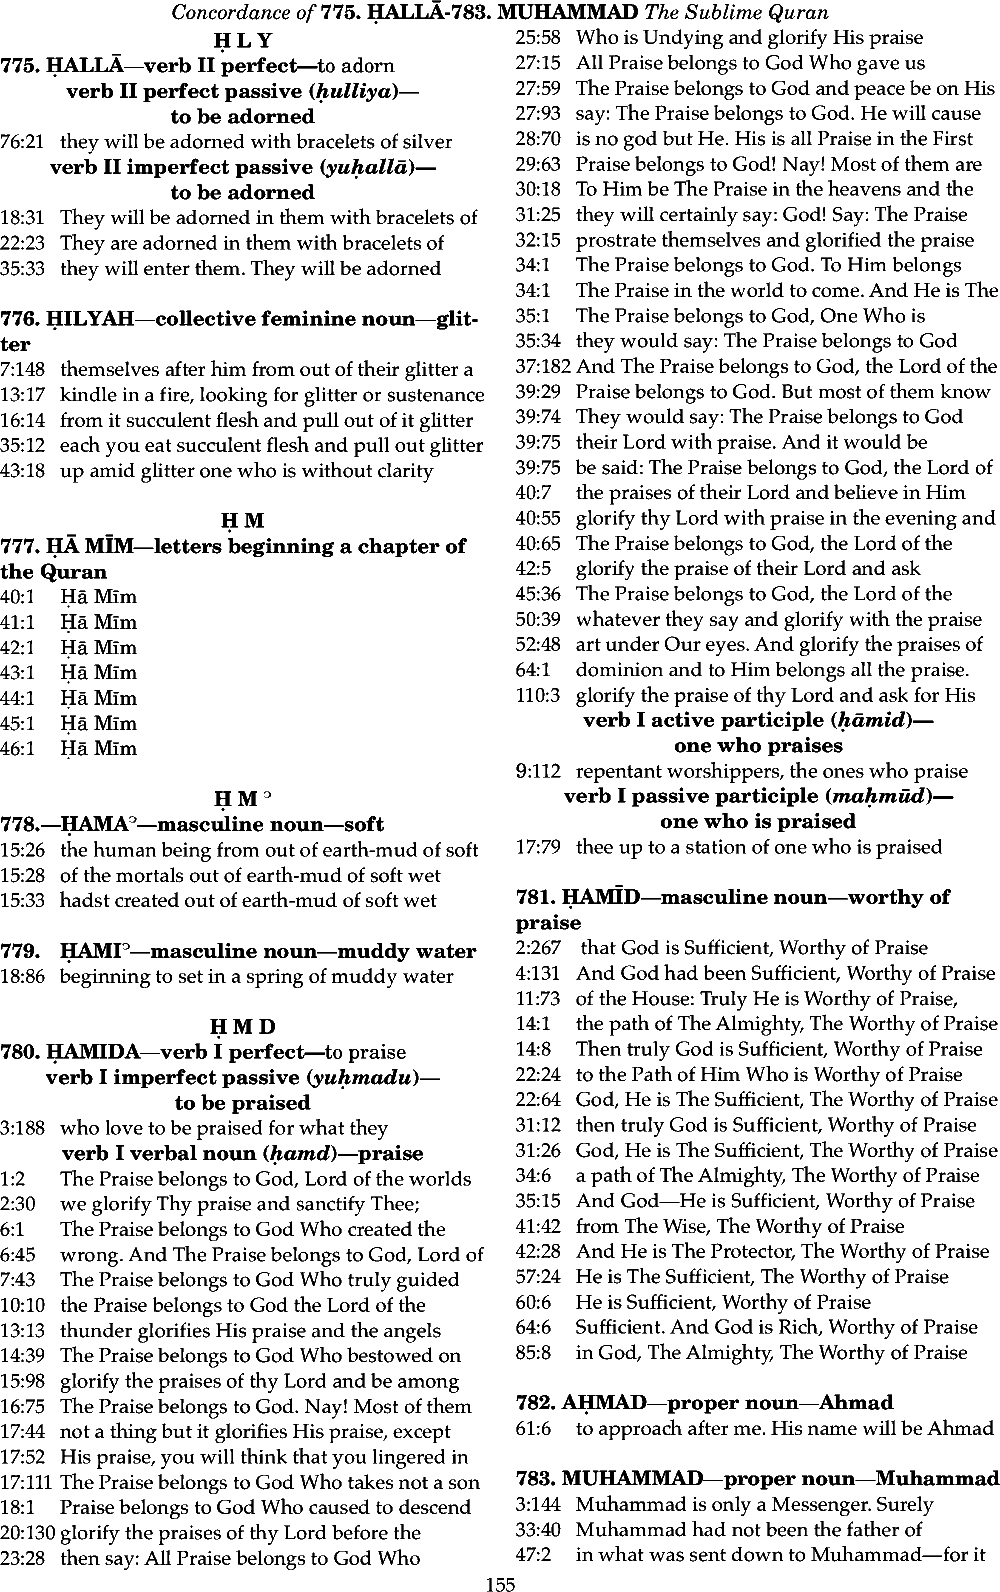 Concordance of 775. ḤALLĀ-783. MUHAMMAD The Sublime Quran
Ḥ L Y
775. ḤALLĀ—verb II perfect—to adorn
verb II perfect passive (ḥulliya)—
to be adorned
76:21 they will be adorned with bracelets of silver
verb II imperfect passive (yuḥallā)—
to be adorned
18:31 They will be adorned in them with bracelets of
22:23 They are adorned in them with bracelets of
35:33 they will enter them. They will be adorned
776. ḤILYAH—collective feminine noun—glit-
ter
7:148 themselves after him from out of their glitter a
13:17 kindle in a fire, looking for glitter or sustenance
16:14 from it succulent flesh and pull out of it glitter
35:12 each you eat succulent flesh and pull out glitter
43:18 up amid glitter one who is without clarity
Ḥ M
777. ḤĀ MĪM—letters beginning a chapter of
the Quran
40:1 Ḥā Mīm
41:1 Ḥā Mīm
42:1 Ḥā Mīm
43:1 Ḥā Mīm
44:1 Ḥā Mīm
45:1 Ḥā Mīm
46:1 Ḥā Mīm
Ḥ M ᵓ
778.—ḤAMAᵓ—masculine noun—soft
15:26 the human being from out of earth-mud of soft
15:28 of the mortals out of earth-mud of soft wet
15:33 hadst created out of earth-mud of soft wet
779. ḤAMIᵓ—masculine noun—muddy water
18:86 beginning to set in a spring of muddy water
Ḥ M D
780. ḤAMIDA—verb I perfect—to praise
verb I imperfect passive (yuḥmadu)—
to be praised
3:188 who love to be praised for what they
verb I verbal noun (ḥamd)—praise
1:2 The Praise belongs to God, Lord of the worlds
2:30 we glorify Thy praise and sanctify Thee;
6:1 The Praise belongs to God Who created the
6:45 wrong. And The Praise belongs to God, Lord of
7:43 The Praise belongs to God Who truly guided
10:10 the Praise belongs to God the Lord of the
13:13 thunder glorifies His praise and the angels
14:39 The Praise belongs to God Who bestowed on
15:98 glorify the praises of thy Lord and be among
16:75 The Praise belongs to God. Nay! Most of them
17:44 not a thing but it glorifies His praise, except
17:52 His praise, you will think that you lingered in
17:111 The Praise belongs to God Who takes not a son
18:1 Praise belongs to God Who caused to descend
20:130 glorify the praises of thy Lord before the
23:28 then say: All Praise belongs to God Who
25:58 Who is Undying and glorify His praise
27:15 All Praise belongs to God Who gave us
27:59 The Praise belongs to God and peace be on His
27:93 say: The Praise belongs to God. He will cause
28:70 is no god but He. His is all Praise in the First
29:63 Praise belongs to God! Nay! Most of them are
30:18 To Him be The Praise in the heavens and the
31:25 they will certainly say: God! Say: The Praise
32:15 prostrate themselves and glorified the praise
34:1 The Praise belongs to God. To Him belongs
34:1 The Praise in the world to come. And He is The
35:1 The Praise belongs to God, One Who is
35:34 they would say: The Praise belongs to God
37:182 And The Praise belongs to God, the Lord of the
39:29 Praise belongs to God. But most of them know
39:74 They would say: The Praise belongs to God
39:75 their Lord with praise. And it would be
39:75 be said: The Praise belongs to God, the Lord of
40:7 the praises of their Lord and believe in Him
40:55 glorify thy Lord with praise in the evening and
40:65 The Praise belongs to God, the Lord of the
42:5 glorify the praise of their Lord and ask
45:36 The Praise belongs to God, the Lord of the
50:39 whatever they say and glorify with the praise
52:48 art under Our eyes. And glorify the praises of
64:1 dominion and to Him belongs all the praise.
110:3 glorify the praise of thy Lord and ask for His
verb I active participle (ḥāmid)—
one who praises
9:112 repentant worshippers, the ones who praise
verb I passive participle (maḥmūd)—
one who is praised
17:79 thee up to a station of one who is praised
781. ḤAMĪD—masculine noun—worthy of
praise
2:267 that God is Sufficient, Worthy of Praise
4:131 And God had been Sufficient, Worthy of Praise
11:73 of the House: Truly He is Worthy of Praise,
14:1 the path of The Almighty, The Worthy of Praise
14:8 Then truly God is Sufficient, Worthy of Praise
22:24 to the Path of Him Who is Worthy of Praise
22:64 God, He is The Sufficient, The Worthy of Praise
31:12 then truly God is Sufficient, Worthy of Praise
31:26 God, He is The Sufficient, The Worthy of Praise
34:6 a path of The Almighty, The Worthy of Praise
35:15 And God—He is Sufficient, Worthy of Praise
41:42 from The Wise, The Worthy of Praise
42:28 And He is The Protector, The Worthy of Praise
57:24 He is The Sufficient, The Worthy of Praise
60:6 He is Sufficient, Worthy of Praise
64:6 Sufficient. And God is Rich, Worthy of Praise
85:8 in God, The Almighty, The Worthy of Praise
782. AḤMAD—proper noun—Ahmad
61:6 to approach after me. His name will be Ahmad
783. MUHAMMAD—proper noun—Muhammad
3:144 Muhammad is only a Messenger. Surely
33:40 Muhammad had not been the father of
47:2 in what was sent down to Muhammad—for it
155